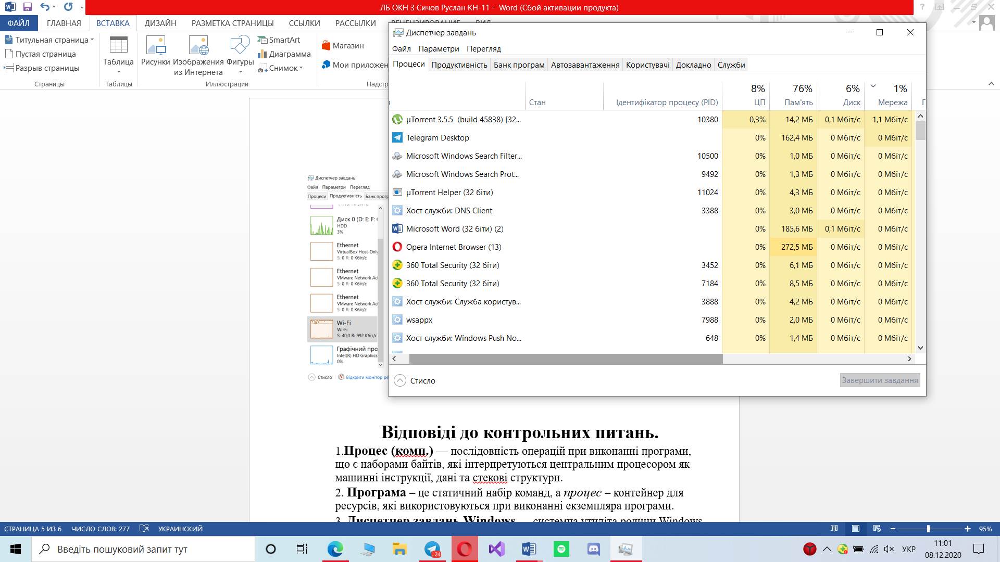 ЛБ ОКН 3 Сичов Руслан КН-11 - Word (Сбой активации продукта)
ФАЙЛ ГЛАВНАЯ ВСТАВКА ДИЗАЙН РАЗМЕТКА СТРАНИЦЫ ССЫЛКИ РАССЫЛКИ РЕЦЕНЗИРОВАНИЕ ВИД
Титульная страница
Пустая страница
Разрыв страницы
Страницы
Таблица
Таблицы
Рисунки
Изображения
из Интернета
Фигуры
SmartArt
Диаграмма
Снимок
Иллюстрации
Магазин
Мои приложен
Надстр
Диспетчер завдань
Файл Параметри Перегляд
Процеси Продуктивність Банк прогр
Диск 0 (D: E: F:
HDD
3%
Ethernet
VirtualBox Host-Only
S: 0 R: 0 Кбіт/с
Ethernet
VMware Network Ad
S: 0 R: 0 Кбіт/с
Ethernet
VMware Network Ad
S: 0 R: 0 Кбіт/с
Wi-Fi
Wi-Fi
S: 40,0 R: 992 Кбіт/с
Графічний про
Intel(R) HD Graphics
0%
Стисло Відкрити монітор ре
Диспетчер завдань
Файл Параметри Перегляд
Процеси Продуктивність Банк програм Автозавантаження Користувачі Докладно Служби
8% 76% 6% 1%
Стан Ідентифікатор процесу (PID) ЦП Пам'ять Диск Мережа
µTorrent 3.5.5 (build 45838) [32... 10380 0,3% 14,2 МБ 0,1 Мбіт/с 1,1 Мбіт/с
Telegram Desktop 0% 162,4 МБ 0 Мбіт/с 0 Мбіт/с
Microsoft Windows Search Filter... 10500 0% 1,0 МБ 0 Мбіт/с 0 Мбіт/с
Microsoft Windows Search Prot... 9492 0% 1,3 МБ 0 Мбіт/с 0 Мбіт/с
µTorrent Helper (32 біти) 11024 0% 4,3 МБ 0 Мбіт/с 0 Мбіт/с
Хост служби: DNS Client 3388 0% 3,0 МБ 0 Мбіт/с 0 Мбіт/с
Microsoft Word (32 біти) (2) 0% 185,6 МБ 0,1 Мбіт/с 0 Мбіт/с
Opera Internet Browser (13) 0% 272,5 МБ 0 Мбіт/с 0 Мбіт/с
360 Total Security (32 біти) 3452 0% 6,1 МБ 0 Мбіт/с 0 Мбіт/с
360 Total Security (32 біти) 7184 0% 8,5 МБ 0 Мбіт/с 0 Мбіт/с
Хост служби: Служба користув... 3888 0% 4,2 МБ 0 Мбіт/с 0 Мбіт/с
wsappx 7988 0% 2,0 МБ 0 Мбіт/с 0 Мбіт/с
Хост служби: Windows Push No... 648 0% 1,4 МБ 0 Мбіт/с 0 Мбіт/с
Стисло Завершити завдання
Відповіді до контрольних питань.
1.Процес (комп.) — послідовність операцій при виконанні програми,
що є наборами байтів, які інтерпретуються центральним процесором як
машинні інструкції, дані та стекові структури.
2. Програма – це статичний набір команд, а процес – контейнер для
ресурсів, які використовуються при виконанні екземпляра програми.
3. Диспетчер завдань Windows — системна утиліта родини Windows
СТРАНИЦА 5 ИЗ 6 ЧИСЛО СЛОВ: 277 УКРАИНСКИЙ 95%
Введіть пошуковий запит тут
..24
УКР
11:01
08.12.2020